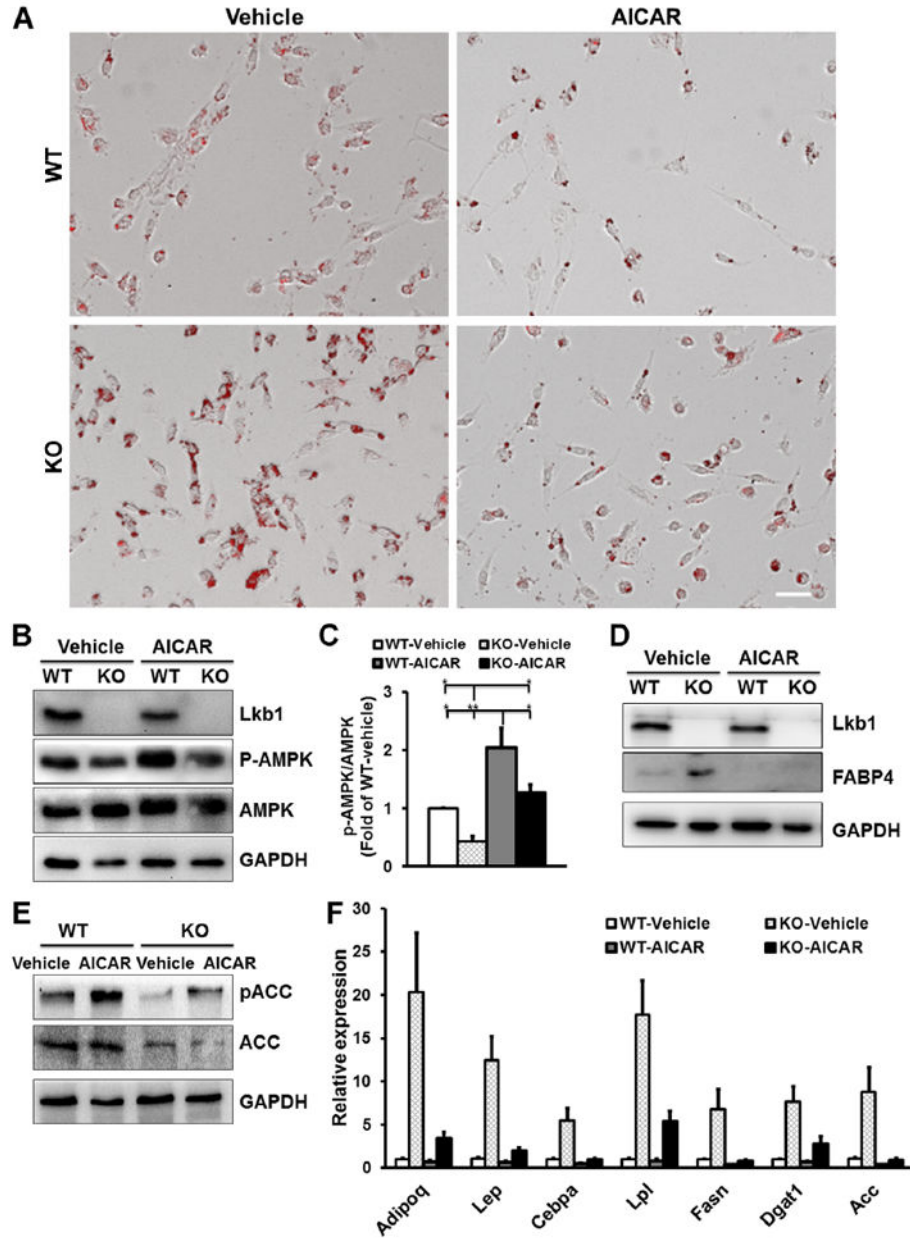 A
Vehicle AICAR
WT
KO
B
Vehicle AICAR
WT KO WT KO
Lkb1
P-AMPK
AMPK
GAPDH
C
WT-Vehicle KO-Vehicle
WT-AICAR KO-AICAR
p-AMPK/AMPK
(Fold of WT-vehicle)
3
2
1
0
* * *
* ** * *
D
Vehicle AICAR
WT KO WT KO
Lkb1
FABP4
GAPDH
E
WT KO
Vehicle AICAR Vehicle AICAR
pACC
ACC
GAPDH
F
WT-Vehicle KO-Vehicle
WT-AICAR KO-AICAR
Relative expression
30
25
20
15
10
5
0
Adipoq Lep Cebpa Lpl Fasn Dgat1 Acc